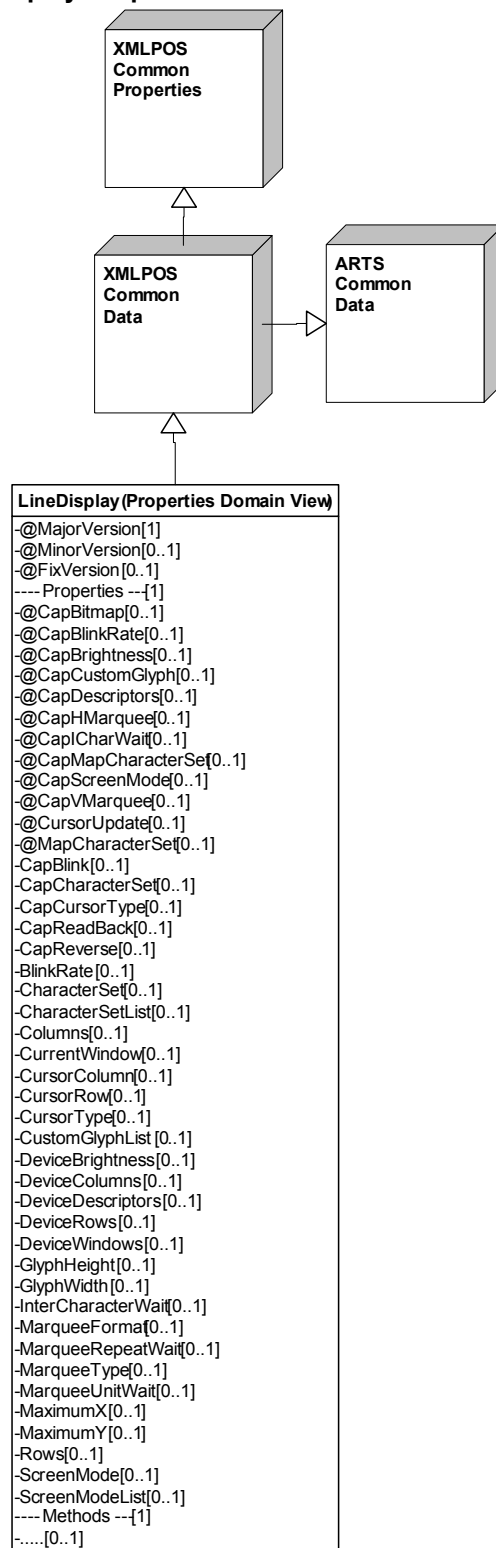 XMLPOS
Common
Properties
XMLPOS
Common
Data
ARTS
Common
Data
LineDisplay(Properties Domain View)
-@MajorVersion[1]
-@MinorVersion[0..1]
-@FixVersion[0..1]
---- Properties ---[1]
-@CapBitmap[0..1]
-@CapBlinkRate[0..1]
-@CapBrightness[0..1]
-@CapCustomGlyph[0..1]
-@CapDescriptors[0..1]
-@CapHMarquee[0..1]
-@CapICharWait[0..1]
-@CapMapCharacterSet[0..1]
-@CapScreenMode[0..1]
-@CapVMarquee[0..1]
-@CursorUpdate[0..1]
-@MapCharacterSet[0..1]
-CapBlink[0..1]
-CapCharacterSet[0..1]
-CapCursorType[0..1]
-CapReadBack[0..1]
-CapReverse[0..1]
-BlinkRate[0..1]
-CharacterSet[0..1]
-CharacterSetList[0..1]
-Columns[0..1]
-CurrentWindow[0..1]
-CursorColumn[0..1]
-CursorRow[0..1]
-CursorType[0..1]
-CustomGlyphList[0..1]
-DeviceBrightness[0..1]
-DeviceColumns[0..1]
-DeviceDescriptors[0..1]
-DeviceRows[0..1]
-DeviceWindows[0..1]
-GlyphHeight[0..1]
-GlyphWidth[0..1]
-InterCharacterWait[0..1]
-MarqueeFormat[0..1]
-MarqueeRepeatWait[0..1]
-MarqueeType[0..1]
-MarqueeUnitWait[0..1]
-MaximumX[0..1]
-MaximumY[0..1]
-Rows[0..1]
-ScreenMode[0..1]
-ScreenModeList[0..1]
---- Methods ---[1]
-.....[0..1]